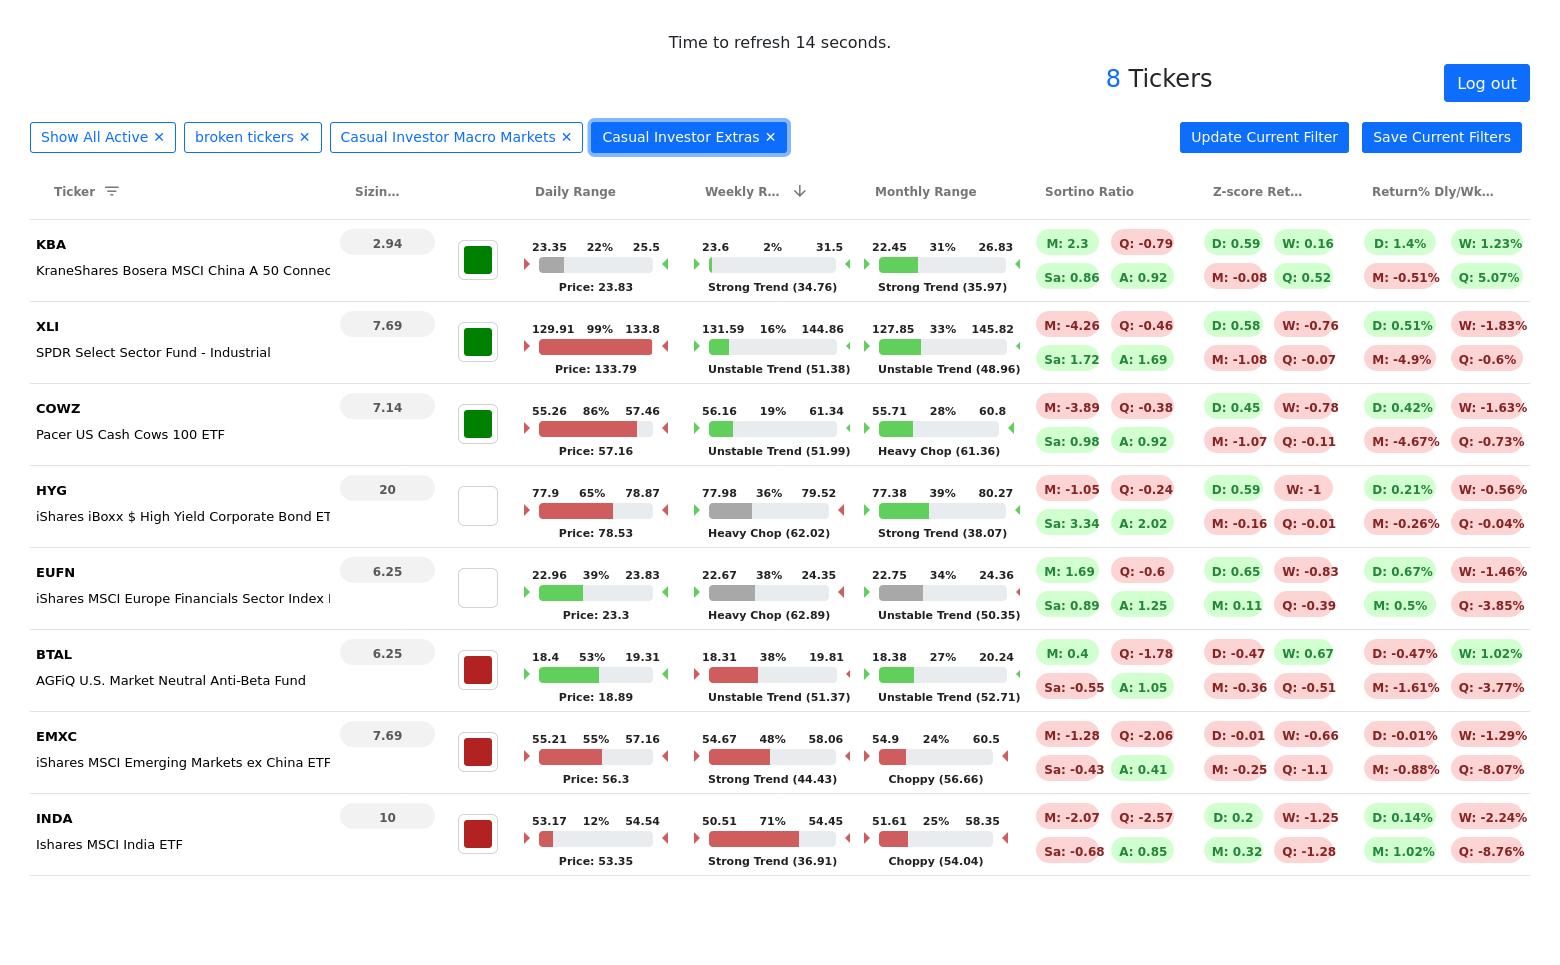 Time to refresh 14 seconds.
8 Tickers
Log out
Show All Active ✕ broken tickers ✕ Casual Investor Macro Markets ✕ Casual Investor Extras ✕ Update Current Filter Save Current Filters
Ticker Sizin... Daily Range Weekly R... Monthly Range Sortino Ratio Z-score Ret... Return% Dly/Wk...
KBA 2.94 23.35 22% 25.5 23.6 2% 31.5 22.45 31% 26.83 M: 2.3 Q: -0.79 D: 0.59 W: 0.16 D: 1.4% W: 1.23%
KraneShares Bosera MSCI China A 50 Connec Sa: 0.86 A: 0.92 M: -0.08 Q: 0.52 M: -0.51% Q: 5.07%
Price: 23.83 Strong Trend (34.76) Strong Trend (35.97)
XLI 7.69 129.91 99% 133.8 131.59 16% 144.86 127.85 33% 145.82 M: -4.26 Q: -0.46 D: 0.58 W: -0.76 D: 0.51% W: -1.83%
SPDR Select Sector Fund - Industrial Sa: 1.72 A: 1.69 M: -1.08 Q: -0.07 M: -4.9% Q: -0.6%
Price: 133.79 Unstable Trend (51.38) Unstable Trend (48.96)
COWZ 7.14 55.26 86% 57.46 56.16 19% 61.34 55.71 28% 60.8 M: -3.89 Q: -0.38 D: 0.45 W: -0.78 D: 0.42% W: -1.63%
Pacer US Cash Cows 100 ETF Sa: 0.98 A: 0.92 M: -1.07 Q: -0.11 M: -4.67% Q: -0.73%
Price: 57.16 Unstable Trend (51.99) Heavy Chop (61.36)
HYG 20 77.9 65% 78.87 77.98 36% 79.52 77.38 39% 80.27 M: -1.05 Q: -0.24 D: 0.59 W: -1 D: 0.21% W: -0.56%
iShares iBoxx $ High Yield Corporate Bond ET Sa: 3.34 A: 2.02 M: -0.16 Q: -0.01 M: -0.26% Q: -0.04%
Price: 78.53 Heavy Chop (62.02) Strong Trend (38.07)
EUFN 6.25 22.96 39% 23.83 22.67 38% 24.35 22.75 34% 24.36 M: 1.69 Q: -0.6 D: 0.65 W: -0.83 D: 0.67% W: -1.46%
iShares MSCI Europe Financials Sector Index Sa: 0.89 A: 1.25 M: 0.11 Q: -0.39 M: 0.5% Q: -3.85%
Price: 23.3 Heavy Chop (62.89) Unstable Trend (50.35)
BTAL 6.25 18.4 53% 19.31 18.31 38% 19.81 18.38 27% 20.24 M: 0.4 Q: -1.78 D: -0.47 W: 0.67 D: -0.47% W: 1.02%
AGFiQ U.S. Market Neutral Anti-Beta Fund Sa: -0.55 A: 1.05 M: -0.36 Q: -0.51 M: -1.61% Q: -3.77%
Price: 18.89 Unstable Trend (51.37) Unstable Trend (52.71)
EMXC 7.69 55.21 55% 57.16 54.67 48% 58.06 54.9 24% 60.5 M: -1.28 Q: -2.06 D: -0.01 W: -0.66 D: -0.01% W: -1.29%
iShares MSCI Emerging Markets ex China ETF Sa: -0.43 A: 0.41 M: -0.25 Q: -1.1 M: -0.88% Q: -8.07%
Price: 56.3 Strong Trend (44.43) Choppy (56.66)
INDA 10 53.17 12% 54.54 50.51 71% 54.45 51.61 25% 58.35 M: -2.07 Q: -2.57 D: 0.2 W: -1.25 D: 0.14% W: -2.24%
Ishares MSCI India ETF Sa: -0.68 A: 0.85 M: 0.32 Q: -1.28 M: 1.02% Q: -8.76%
Price: 53.35 Strong Trend (36.91) Choppy (54.04)